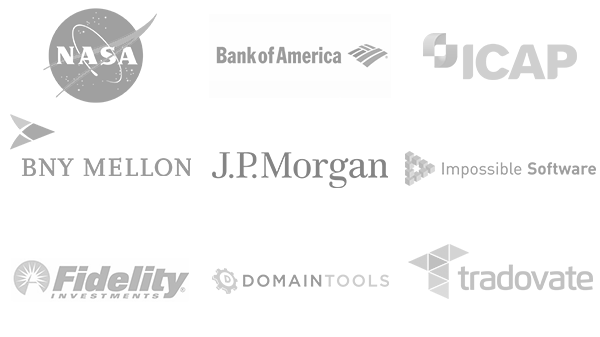 NASA
Bank of America
ICAP
BNY MELLON
J.P.Morgan
Impossible Software
Fidelity
INVESTMENTS
DOMAINTOOLS
tradovate